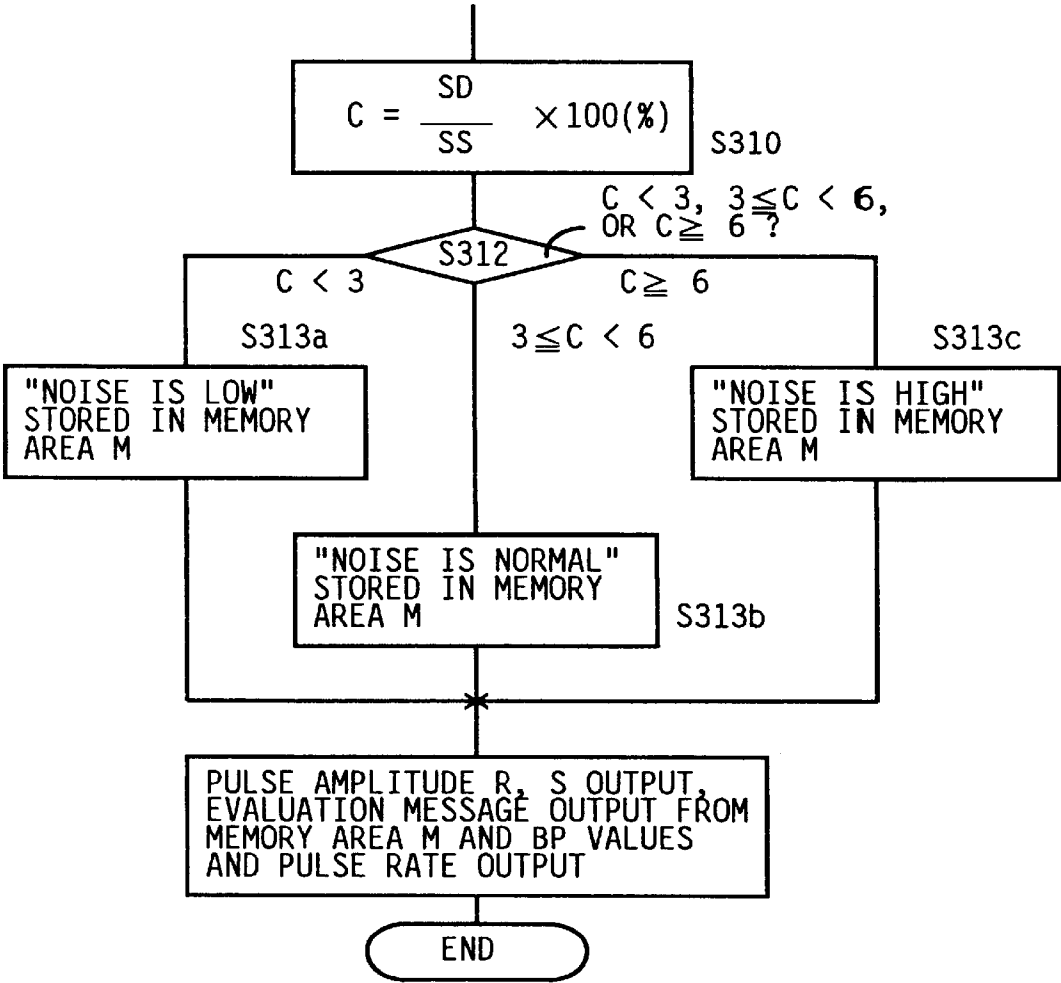 SD
C = ― ×100(%)
SS
S310
C < 3, 3≦C < 6,
OR C≧ 6 ?
S312
C < 3
C≧ 6
3≦C < 6
S313a
S313c
"NOISE IS LOW"
STORED IN MEMORY
AREA M
"NOISE IS HIGH"
STORED IN MEMORY
AREA M
"NOISE IS NORMAL"
STORED IN MEMORY
AREA M
S313b
PULSE AMPLITUDE R, S OUTPUT,
EVALUATION MESSAGE OUTPUT FROM
MEMORY AREA M AND BP VALUES
AND PULSE RATE OUTPUT
END